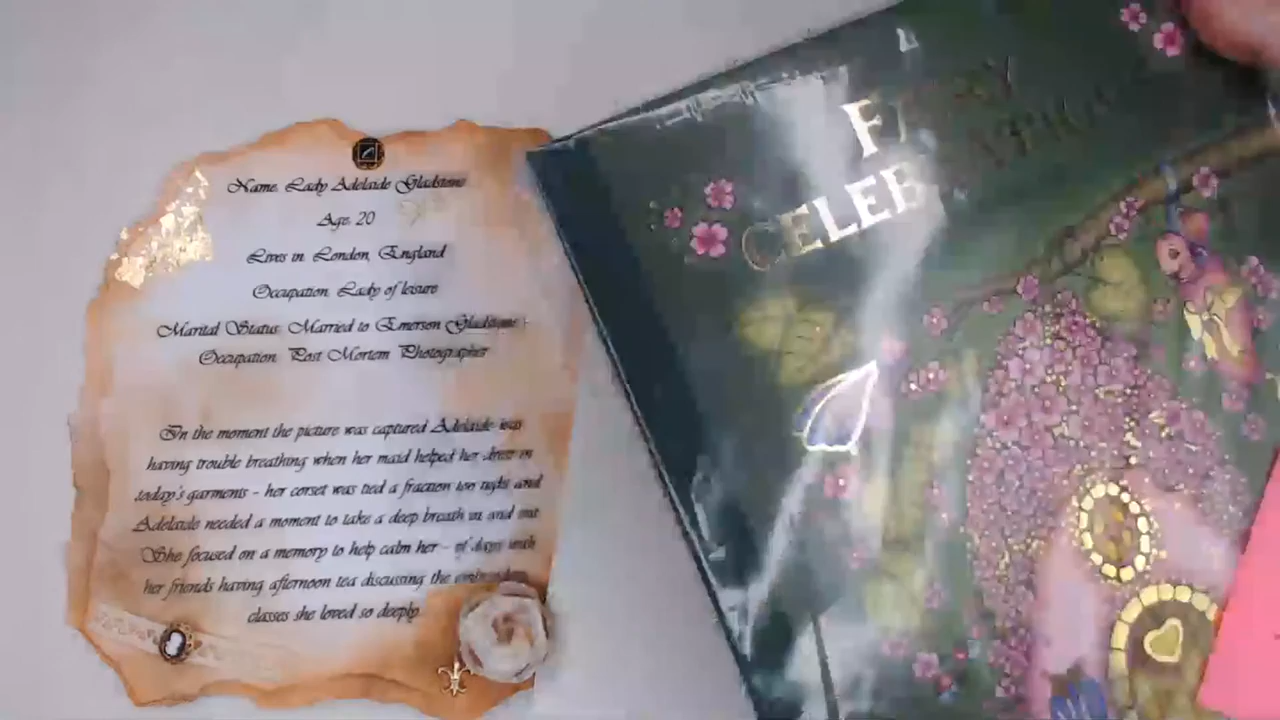 Name: Lady Adelaide Gladstone
Age: 20
Lives in: London, England
Occupation: Lady of leisure
Marital Status: Married to Emerson Gladstone
Occupation: Post Mortem Photographer
In the moment the picture was captured Adelaide was
having trouble breathing when her maid helped her dress in
today's garments - her corset was tied a fraction too tight and
Adelaide needed a moment to take a deep breath in and out
She focused on a memory to help calm her - of days with
her friends having afternoon tea discussing the embroidery
classes she loved so deeply
CELEB